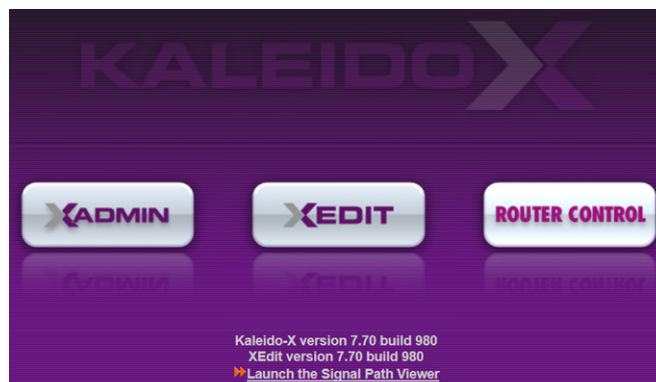 KALEIDO X
XADMIN
XEDIT
ROUTER CONTROL
Kaleido-X version 7.70 build 980
XEdit version 7.70 build 980
Launch the Signal Path Viewer